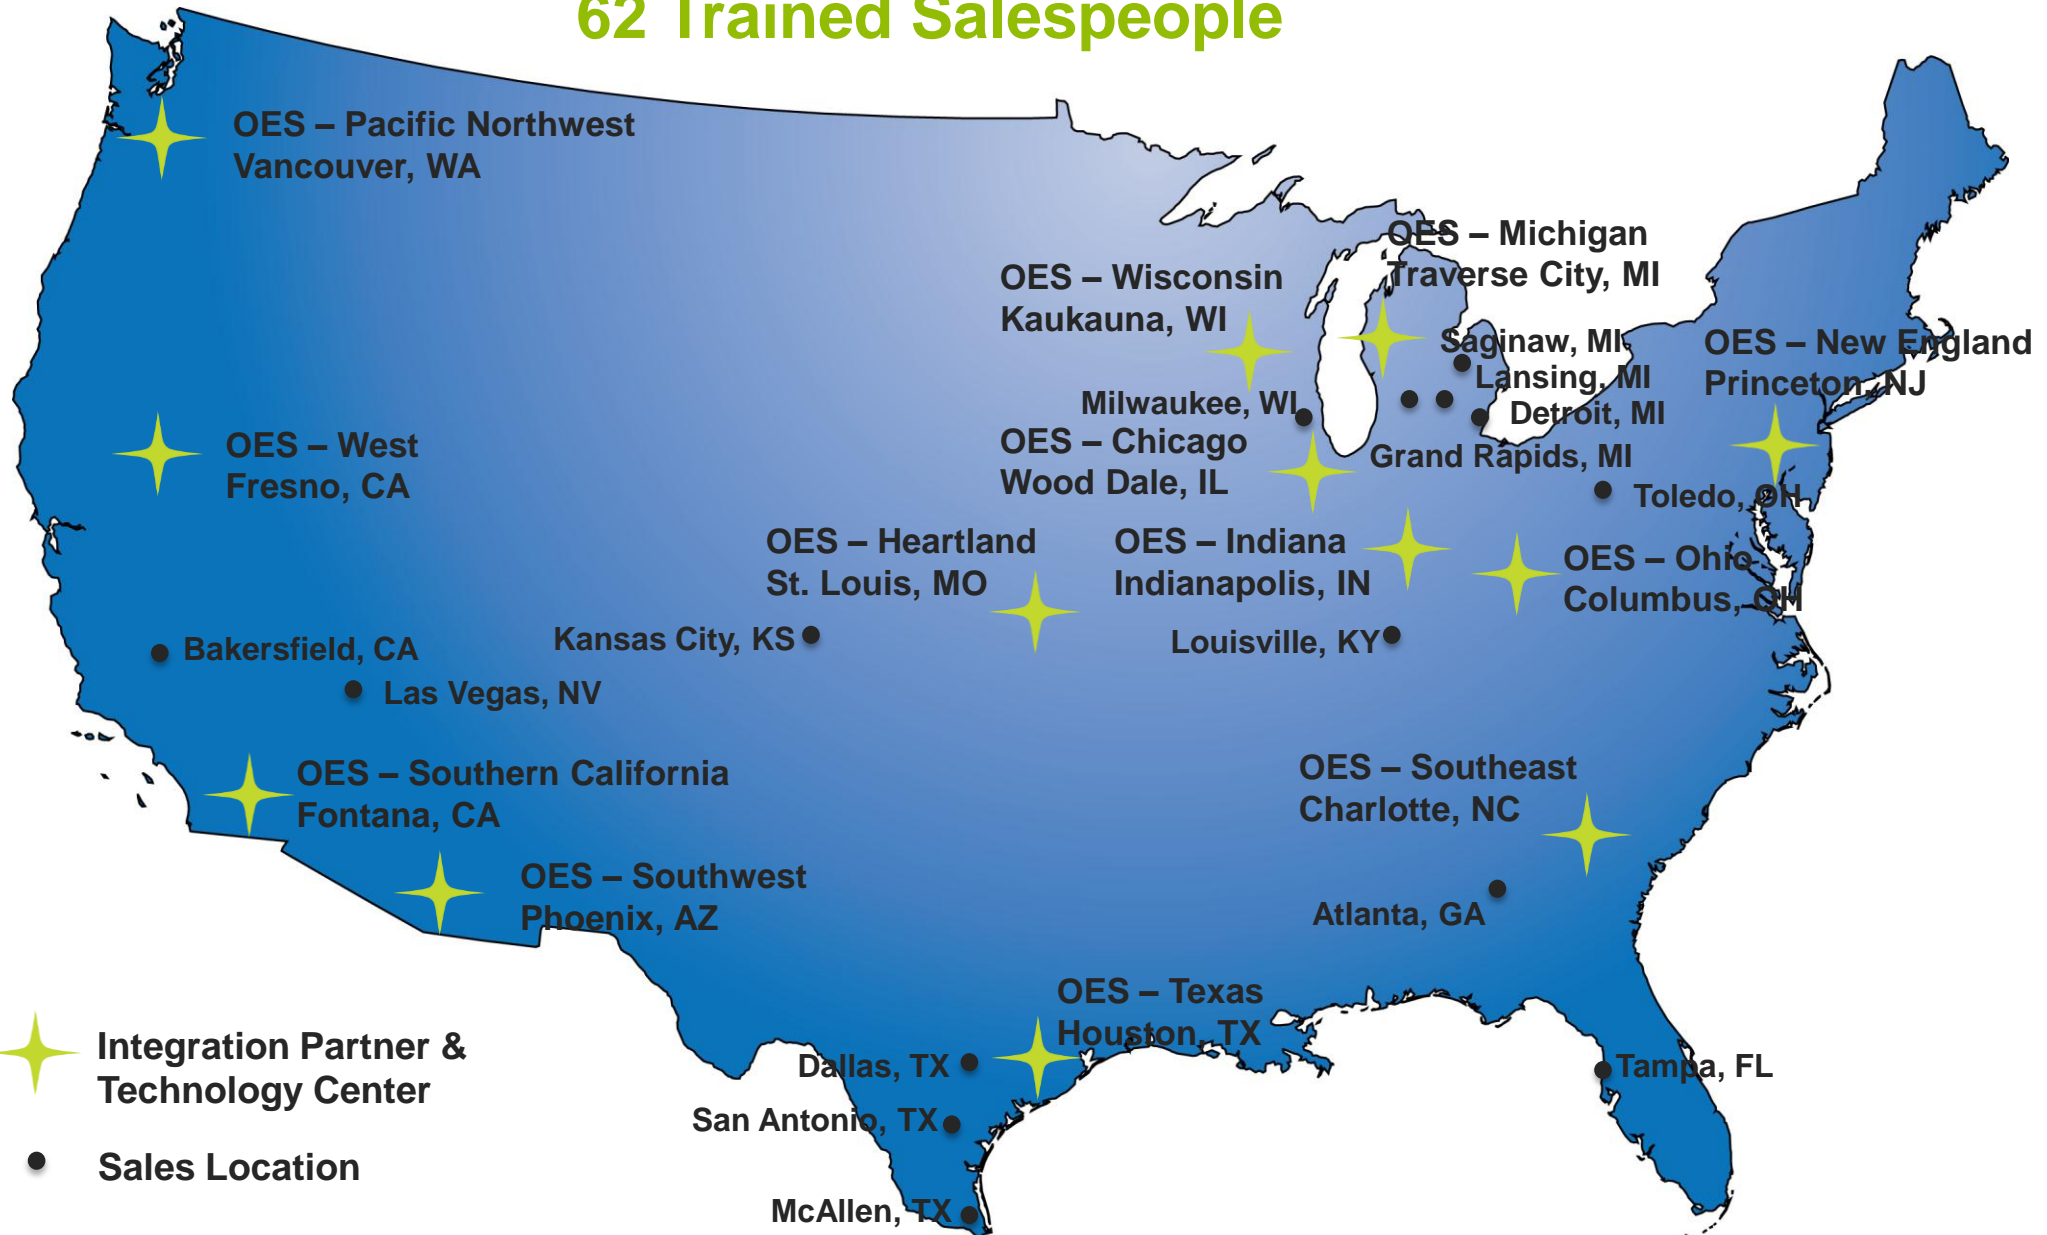 62 Trained Salespeople
OES – Pacific Northwest
Vancouver, WA
OES – Michigan
Traverse City, MI
OES – Wisconsin
Kaukauna, WI
Saginaw, MI
OES – New England
Princeton, NJ
Lansing, MI
Milwaukee, WI
Detroit, MI
OES – West
Fresno, CA
OES – Chicago
Wood Dale, IL
Grand Rapids, MI
Toledo, OH
OES – Heartland
St. Louis, MO
OES – Indiana
Indianapolis, IN
OES – Ohio
Columbus, OH
Bakersfield, CA
Kansas City, KS
Louisville, KY
Las Vegas, NV
OES – Southern California
Fontana, CA
OES – Southeast
Charlotte, NC
OES – Southwest
Phoenix, AZ
Atlanta, GA
OES – Texas
Houston, TX
Dallas, TX
Tampa, FL
San Antonio, TX
McAllen, TX
Integration Partner &
Technology Center
Sales Location